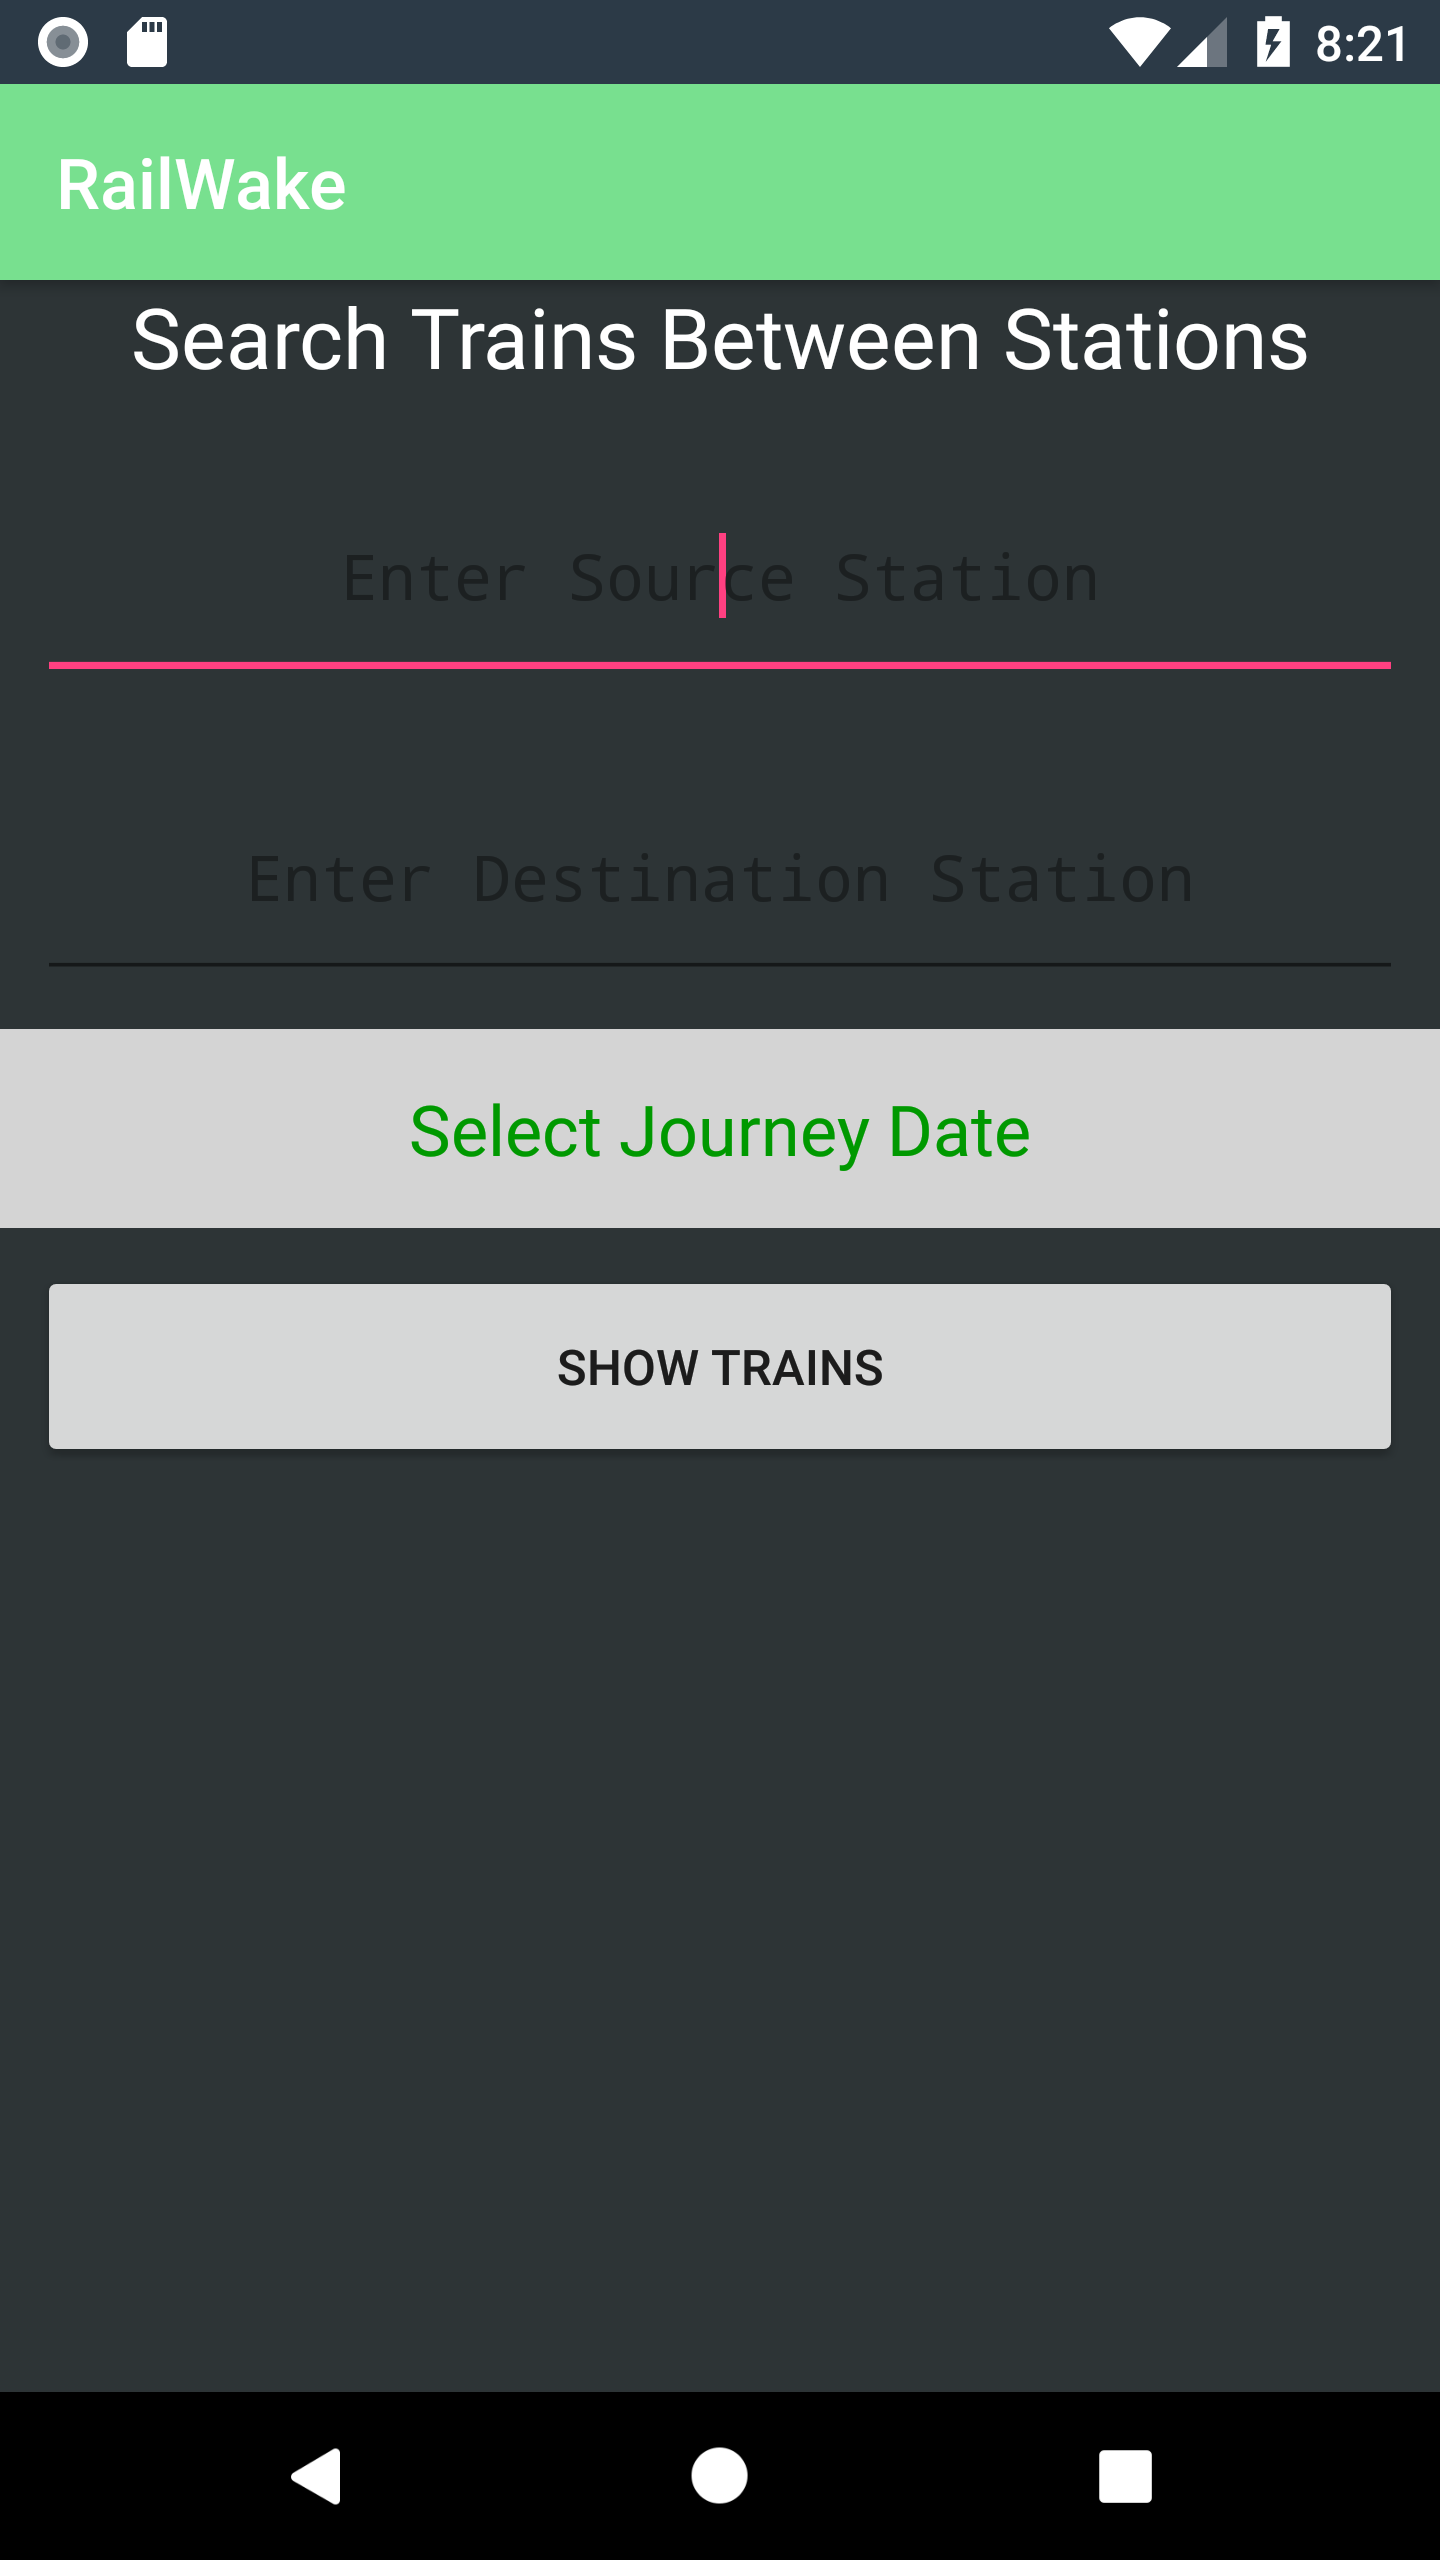 8:21
RailWake
Search Trains Between Stations
Enter Source Station
Enter Destination Station
Select Journey Date
SHOW TRAINS